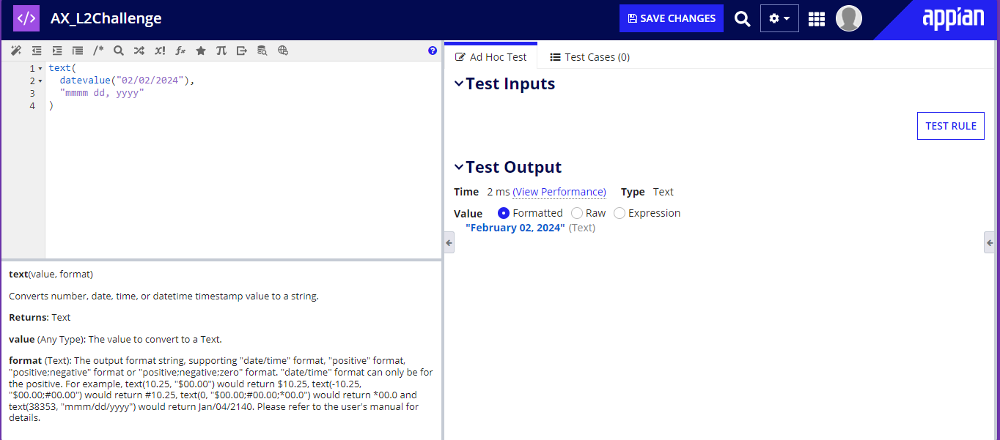 </> AX_L2Challenge
SAVE CHANGES
appian
/* x! fx π ?
1 text(
2 datevalue("02/02/2024"),
3 "mmmm dd, yyyy"
4 )
text(value, format)
Converts number, date, time, or datetime timestamp value to a string.
Returns: Text
value (Any Type): The value to convert to a Text.
format (Text): The output format string, supporting "date/time" format, "positive" format,
"positive;negative" format or "positive;negative;zero" format. "date/time" format can only be for
the positive. For example, text(10.25, "$00.00") would return $10.25, text(-10.25,
"$00.00;#00.00") would return #10.25, text(0, "$00.00;#00.00;*00.0") would return *00.0 and
text(38353, "mmm/dd/yyyy") would return Jan/04/2140. Please refer to the user's manual for
details.
Ad Hoc Test Test Cases (0)
Test Inputs
TEST RULE
Test Output
Time 2 ms (View Performance) Type Text
Value Formatted Raw Expression
"February 02, 2024" (Text)